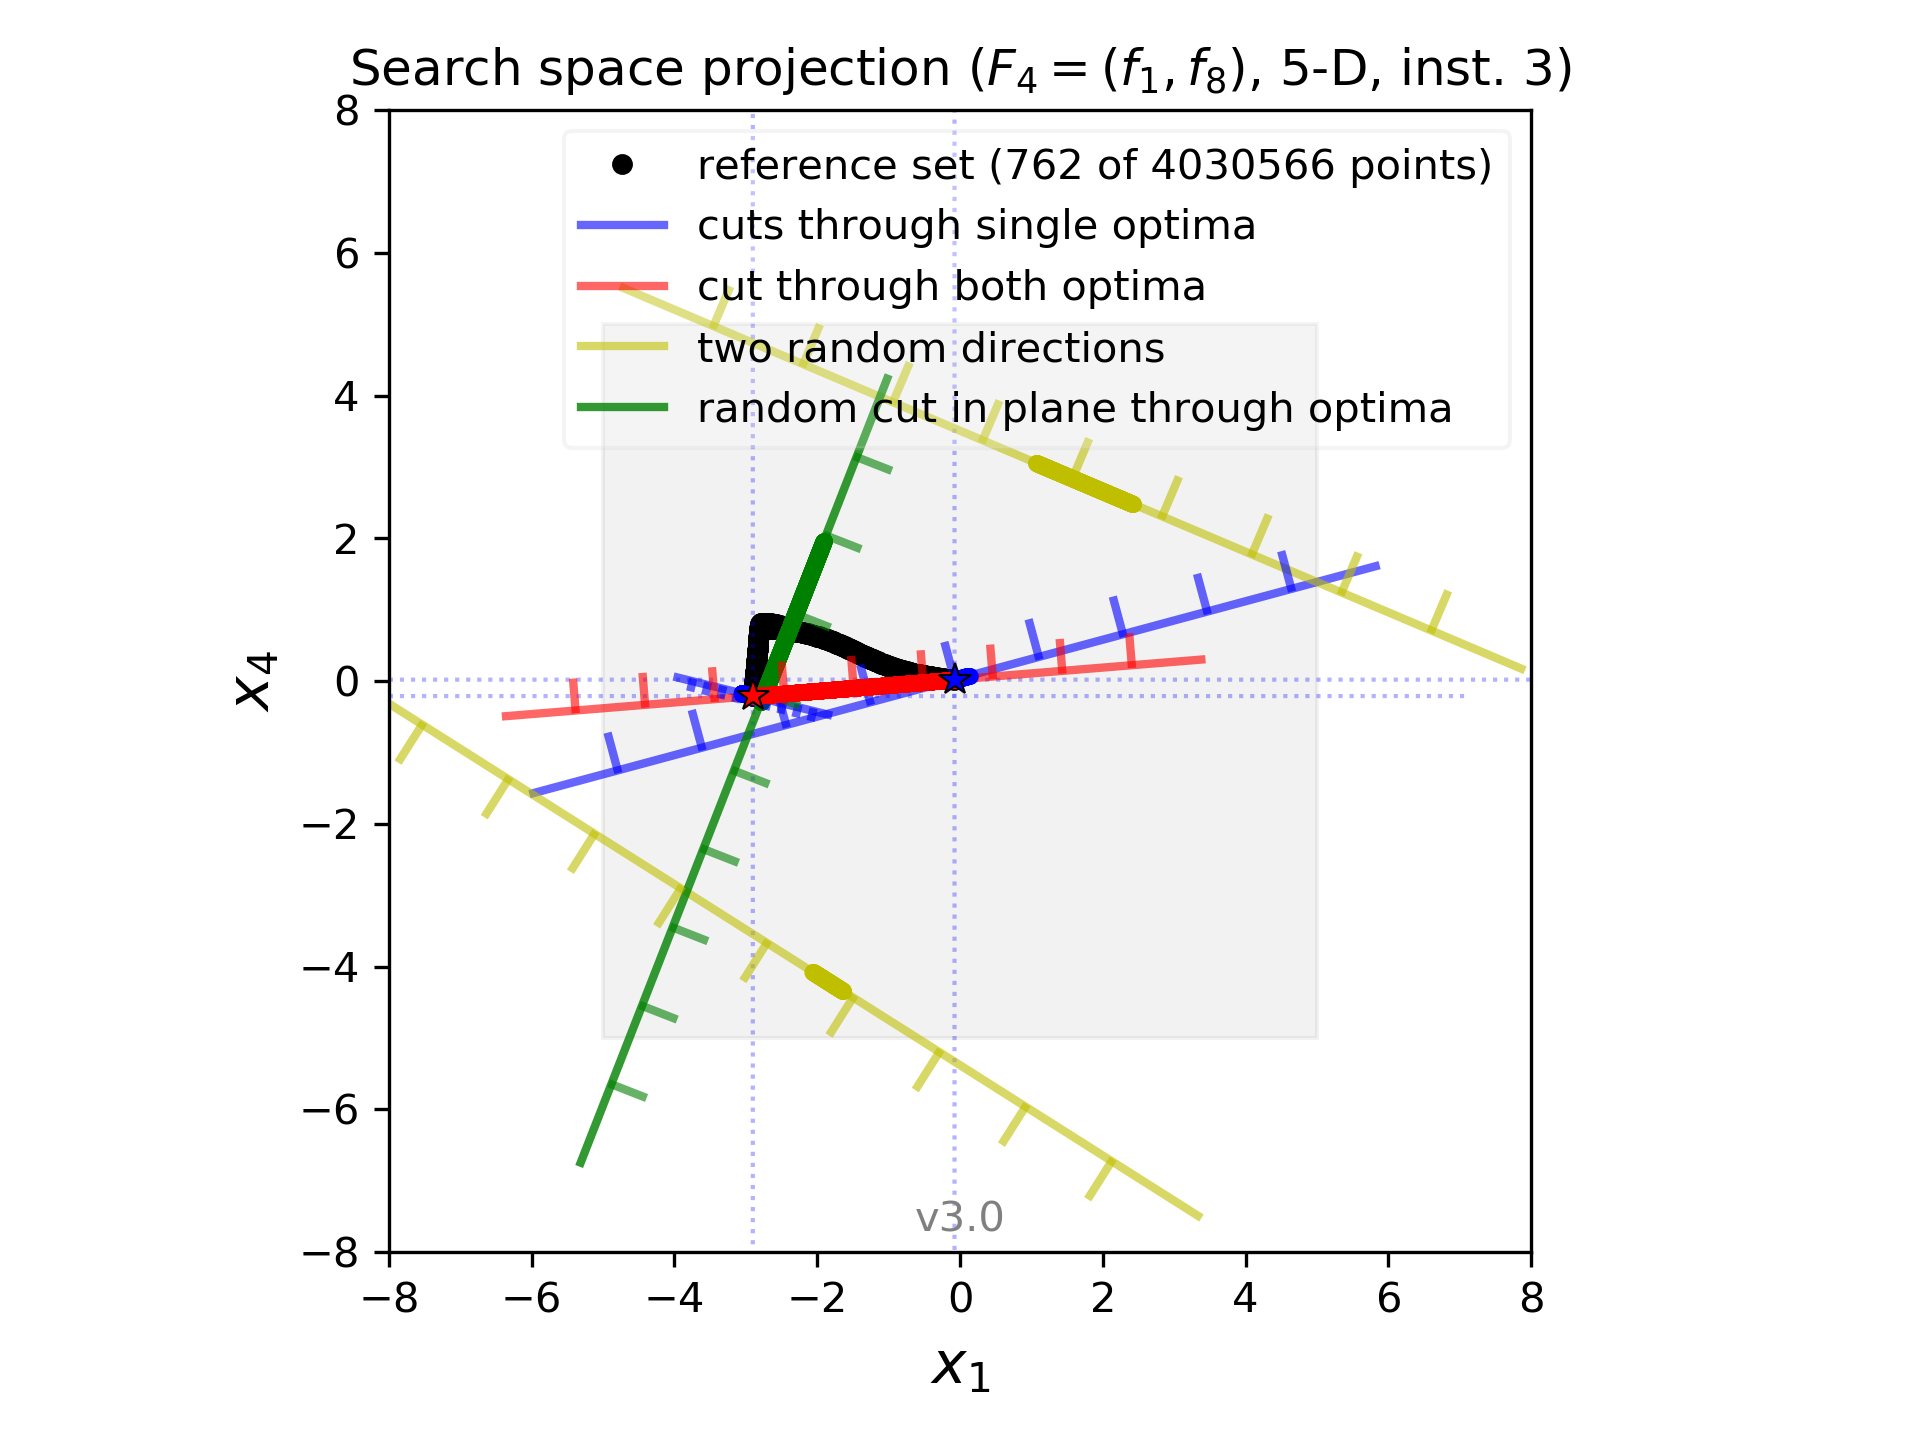 Search space projection (F₄ = (f₁, f₈), 5-D, inst. 3)
reference set (762 of 4030566 points)
cuts through single optima
cut through both optima
two random directions
random cut in plane through optima
8
6
4
2
0
−2
−4
−6
−8
x₄
v3.0
−8 −6 −4 −2 0 2 4 6 8
x₁